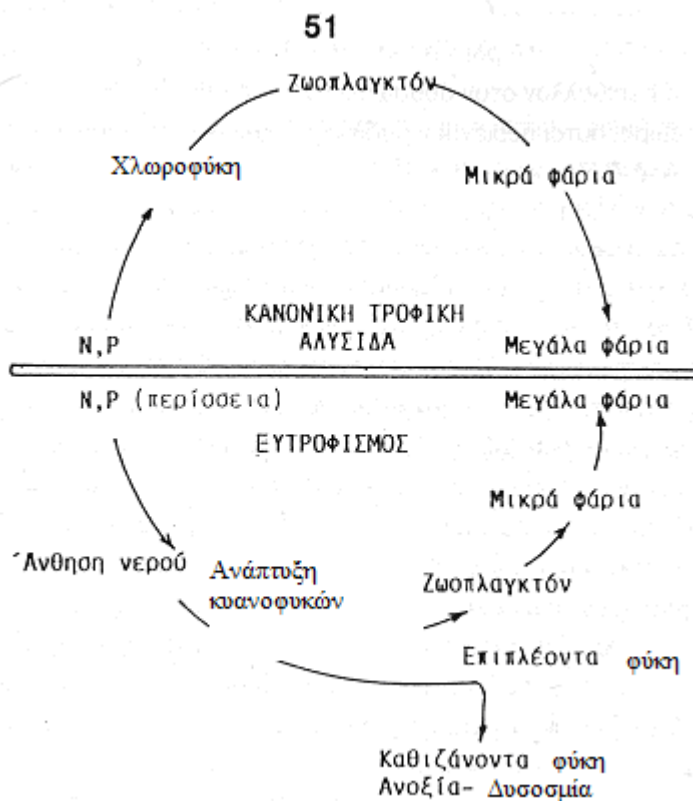 51
Ζωοπλαγκτόν
Χλωροφύκη
Μικρά φάρια
ΚΑΝΟΝΙΚΗ ΤΡΟΦΙΚΗ
ΑΛΥΣΙΔΑ
N,P
Μεγάλα φάρια
N,P (περίσσεια)
Μεγάλα φάρια
ΕΥΤΡΟΦΙΣΜΟΣ
Μικρά φάρια
Άνθηση νερού
Ανάπτυξη
κυανοφυκών
Ζωοπλαγκτόν
Επιπλέοντα φύκη
Καθιζάνοντα φύκη
Ανοξία- Δυσοσμία